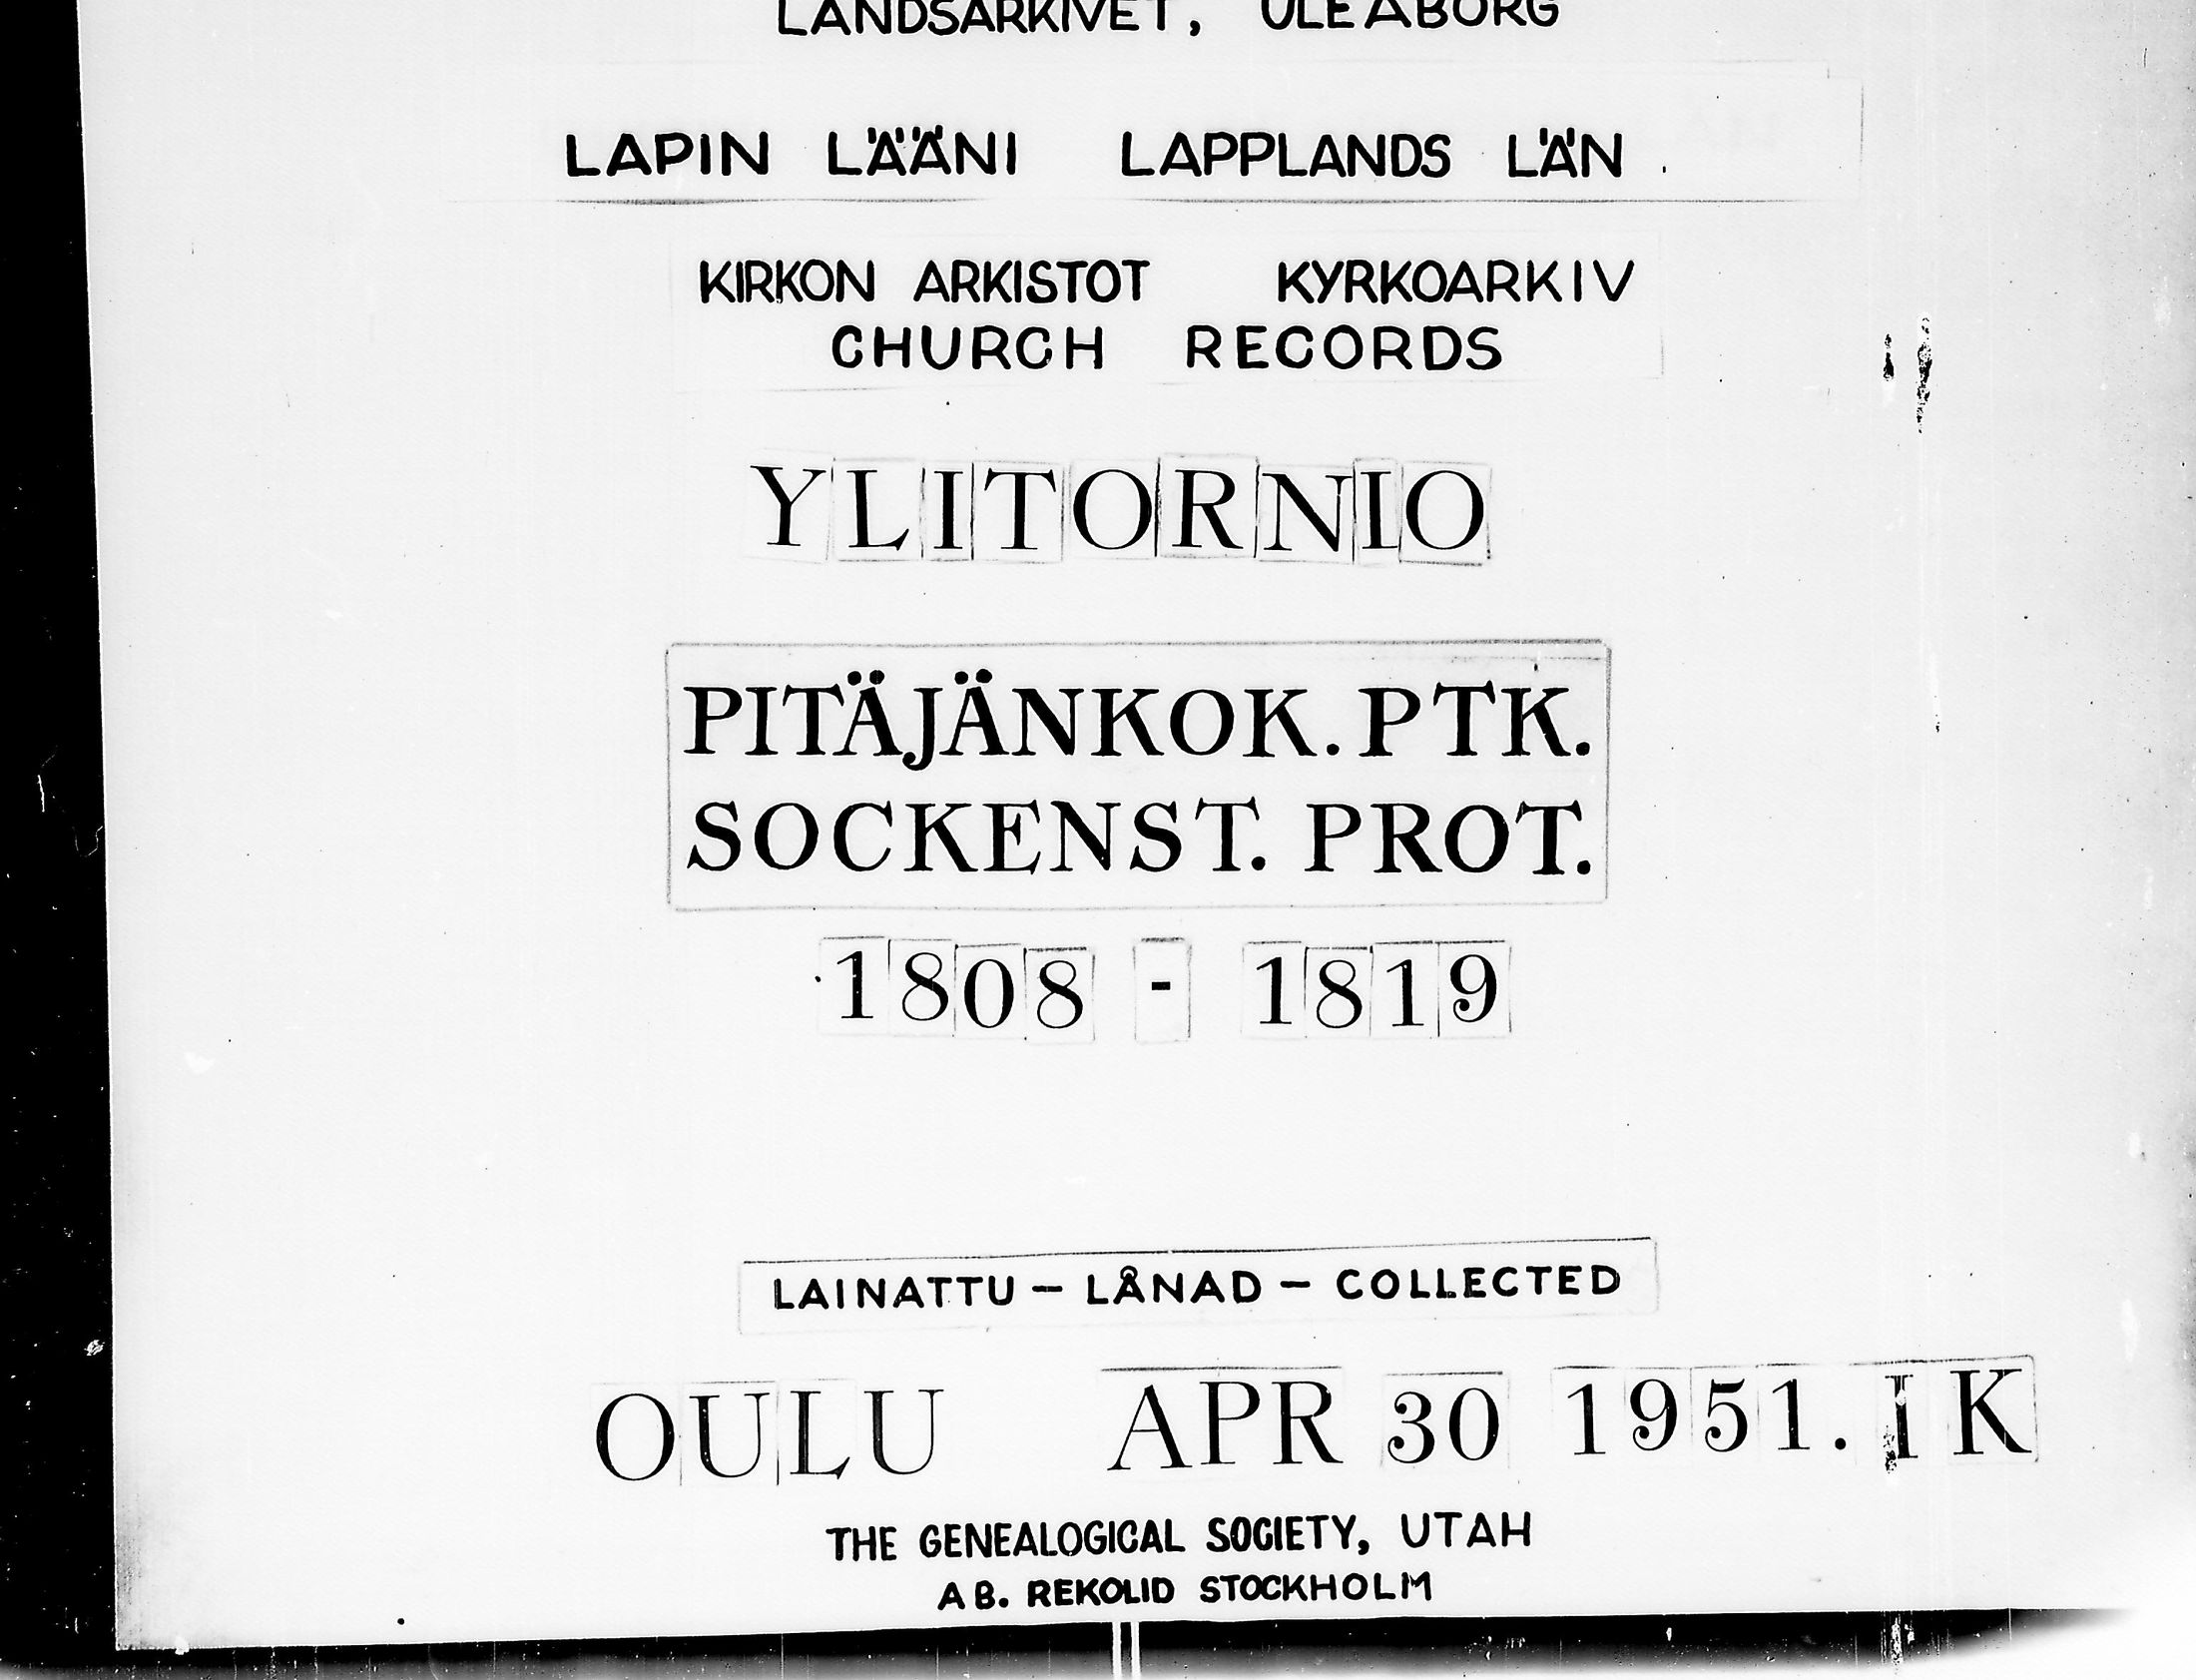 LANDSARKIVET, ULEÅBORG
LAPIN LÄÄNI LAPPLANDS LÄN.
KIRKON ARKISTOT KYRKOARKIV
CHURCH RECORDS
YLITORNIO
PITÄJÄNKOK. PTK.
SOCKENST. PROT.
1808 - 1819
LAINATTU – LÅNAD – COLLECTED
OULU APR 30 1951. I K
THE GENEALOGICAL SOCIETY, UTAH
AB. REKOLID STOCKHOLM